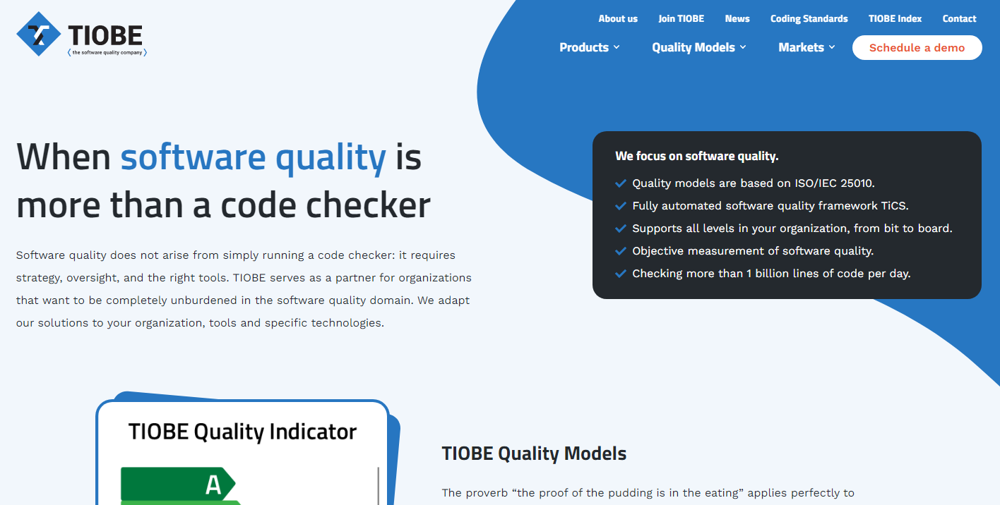 About us Join TIOBE News Coding Standards TIOBE Index Contact
TIOBE
the software quality company
Products Quality Models Markets Schedule a demo
When software quality is
more than a code checker
Software quality does not arise from simply running a code checker: it requires
strategy, oversight, and the right tools. TIOBE serves as a partner for organizations
that want to be completely unburdened in the software quality domain. We adapt
our solutions to your organization, tools and specific technologies.
We focus on software quality.
Quality models are based on ISO/IEC 25010.
Fully automated software quality framework TiCS.
Supports all levels in your organization, from bit to board.
Objective measurement of software quality.
Checking more than 1 billion lines of code per day.
TIOBE Quality Indicator
A
TIOBE Quality Models
The proverb “the proof of the pudding is in the eating” applies perfectly to